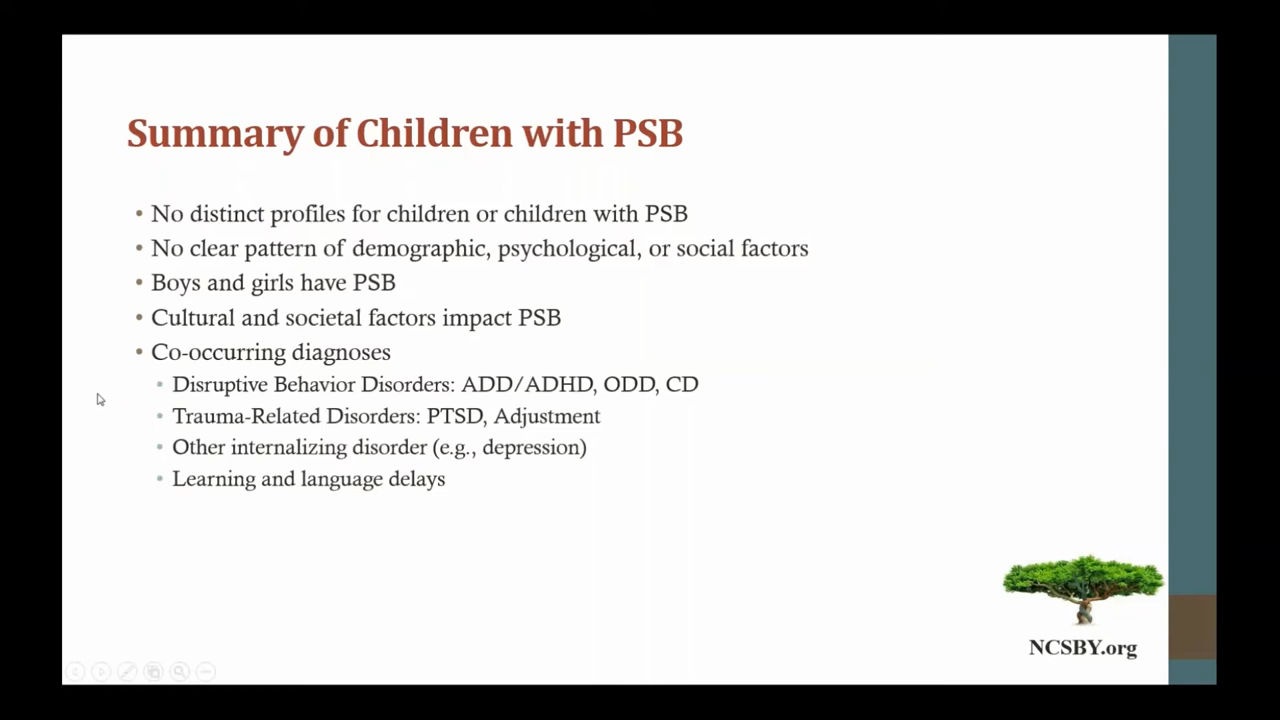 Summary of Children with PSB
• No distinct profiles for children or children with PSB
• No clear pattern of demographic, psychological, or social factors
• Boys and girls have PSB
• Cultural and societal factors impact PSB
• Co-occurring diagnoses
• Disruptive Behavior Disorders: ADD/ADHD, ODD, CD
• Trauma-Related Disorders: PTSD, Adjustment
• Other internalizing disorder (e.g., depression)
• Learning and language delays
NCSBY.org